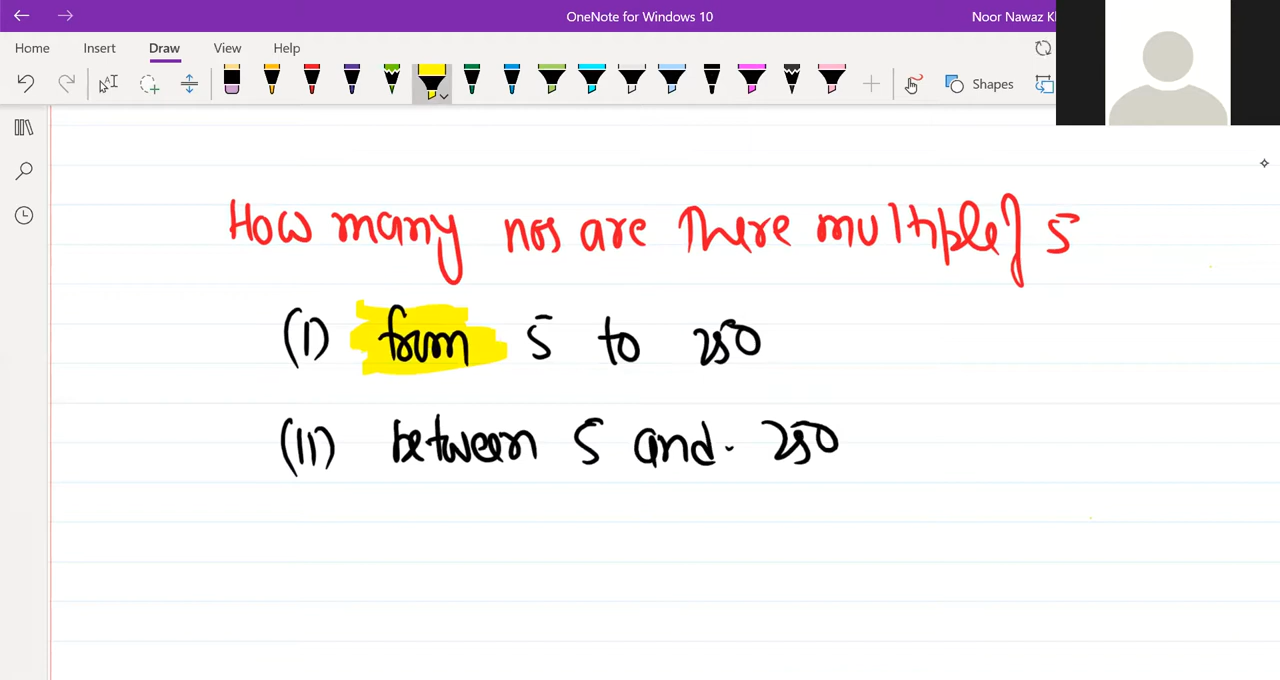 OneNote for Windows 10
Noor Nawaz Kh
Home Insert Draw View Help
Shapes
How many nos are there multiple of 5
(I) from 5 to 250
(II) between 5 and 250